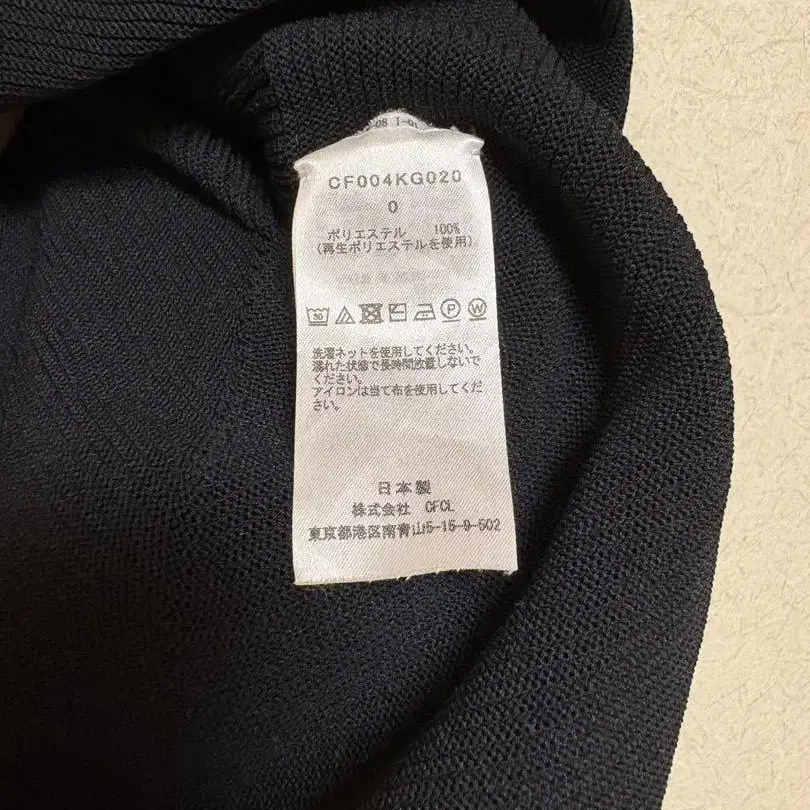 CF004KG020
0
ポリエステル 100%
(再生ポリエステルを使用)
30 P W
洗濯ネットを使用してください。
濡れた状態で長時間放置しないで
ください。
アイロンは当て布を使用してくだ
さい。
日本製
株式会社 CFCL
東京都港区南青山5-15-9-502